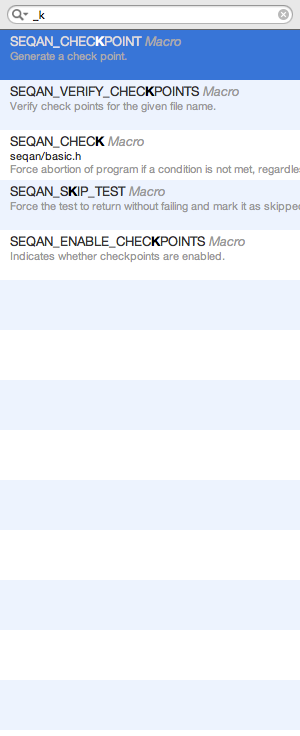 _k
SEQAN_CHECKPOINT Macro
Generate a check point.
SEQAN_VERIFY_CHECKPOINTS Macro
Verify check points for the given file name.
SEQAN_CHECK Macro
seqan/basic.h
Force abortion of program if a condition is not met, regardles
SEQAN_SKIP_TEST Macro
Force the test to return without failing and mark it as skipped
SEQAN_ENABLE_CHECKPOINTS Macro
Indicates whether checkpoints are enabled.